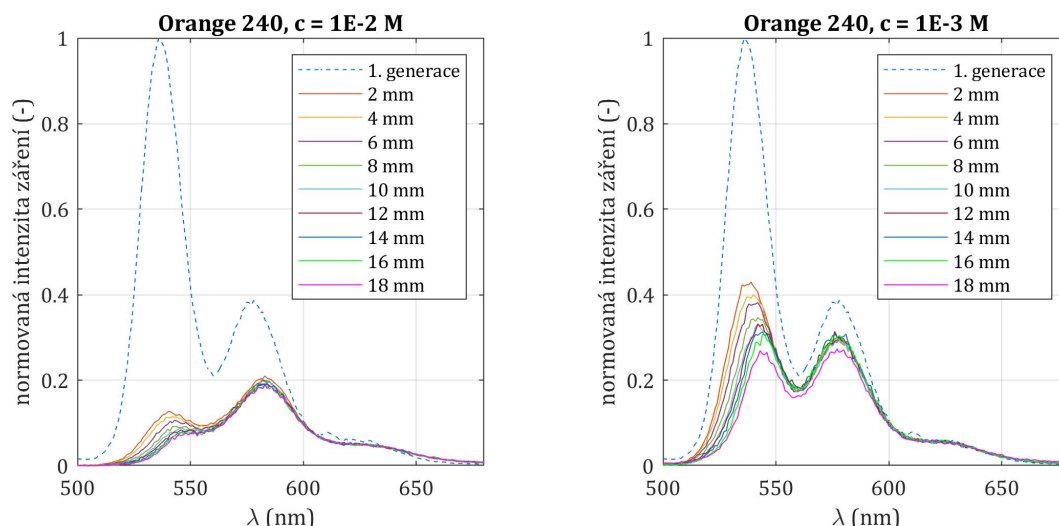 Orange 240, c = 1E-2 M
normovaná intenzita záření (-)
1
0.8
0.6
0.4
0.2
0
500
550
600
650
λ (nm)
1. generace
2 mm
4 mm
6 mm
8 mm
10 mm
12 mm
14 mm
16 mm
18 mm
Orange 240, c = 1E-3 M
normovaná intenzita záření (-)
1
0.8
0.6
0.4
0.2
0
500
550
600
650
λ (nm)
1. generace
2 mm
4 mm
6 mm
8 mm
10 mm
12 mm
14 mm
16 mm
18 mm